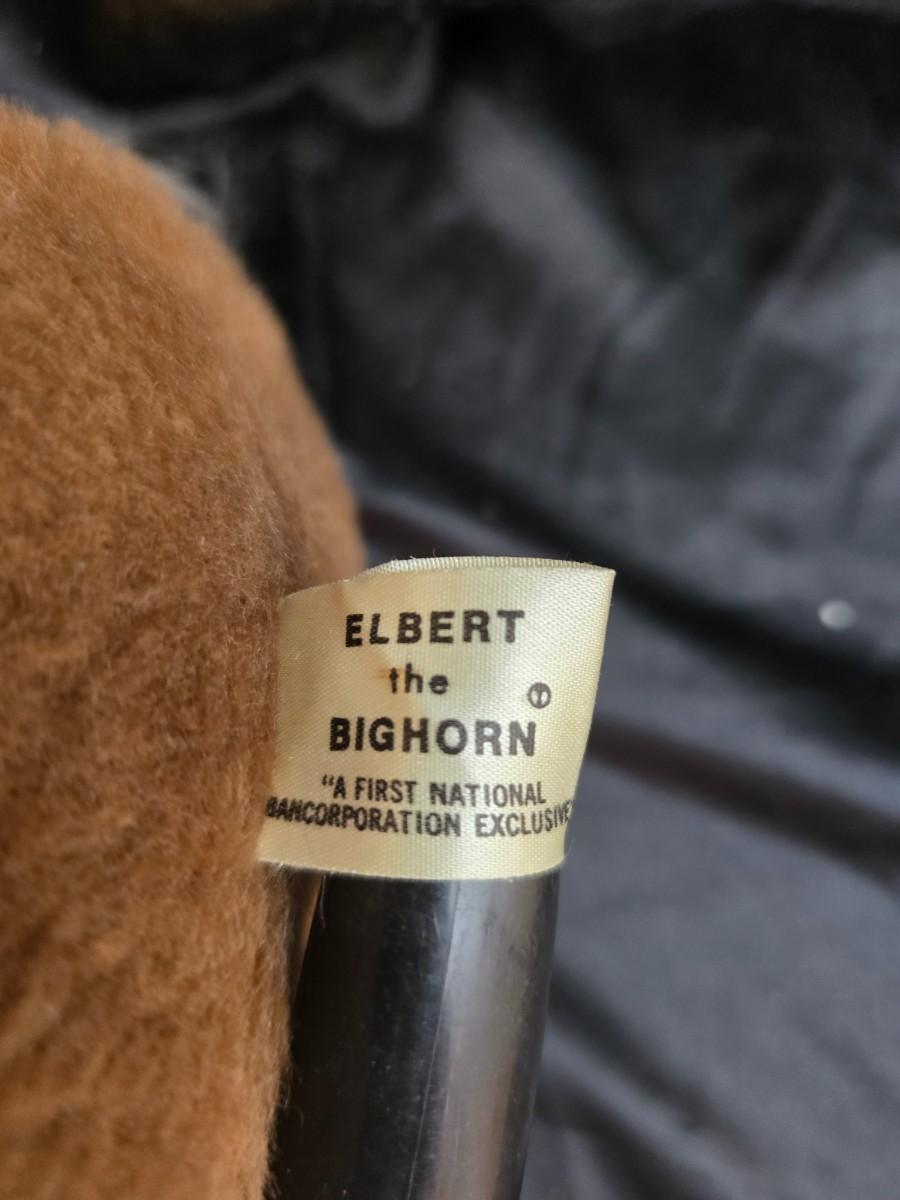 ELBERT
the
BIGHORN
"A FIRST NATIONAL
BANCORPORATION EXCLUSIVE"